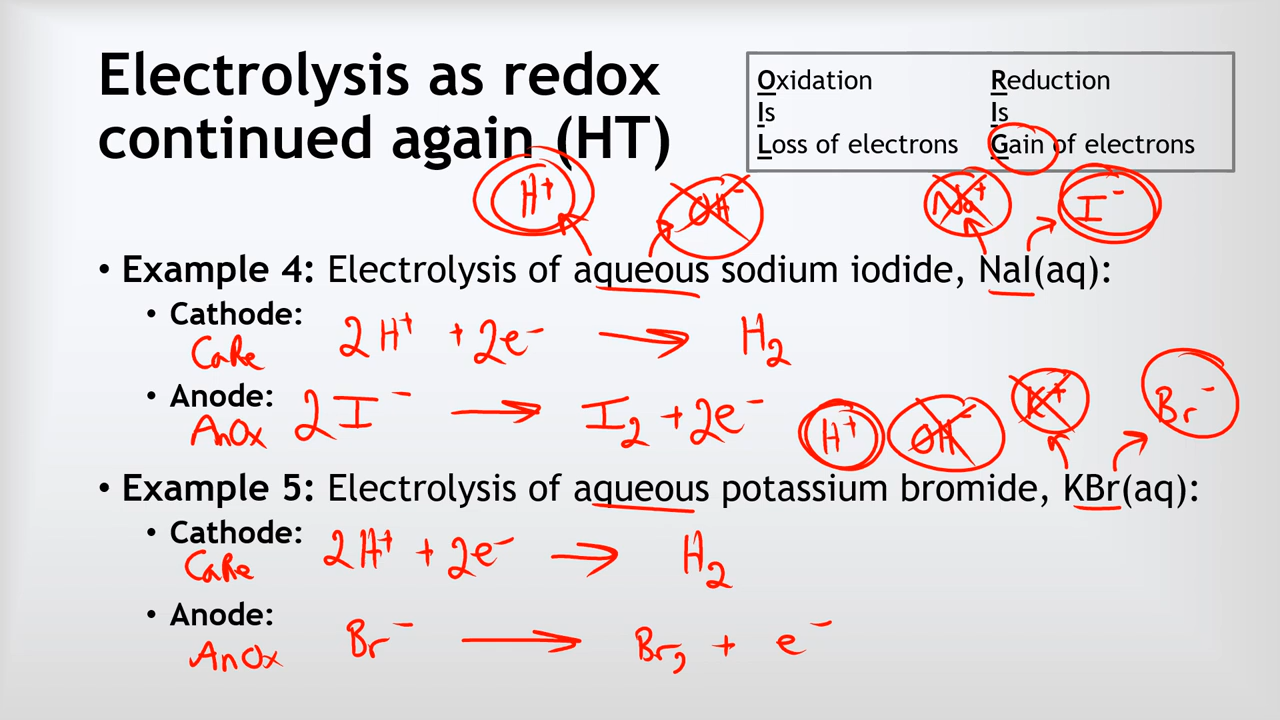 Electrolysis as redox
continued again (HT)
Oxidation Reduction
Is Is
Loss of electrons Gain of electrons
H⁺ OH⁻ Na⁺ I⁻
• Example 4: Electrolysis of aqueous sodium iodide, NaI(aq):
• Cathode: 2H⁺ + 2e⁻ → H₂
CaRe
• Anode: 2I⁻ → I₂ + 2e⁻
AnOx
H⁺ OH⁻ K⁺ Br⁻
• Example 5: Electrolysis of aqueous potassium bromide, KBr(aq):
• Cathode: 2H⁺ + 2e⁻ → H₂
CaRe
• Anode: Br⁻ → Br₂ + e⁻
AnOx